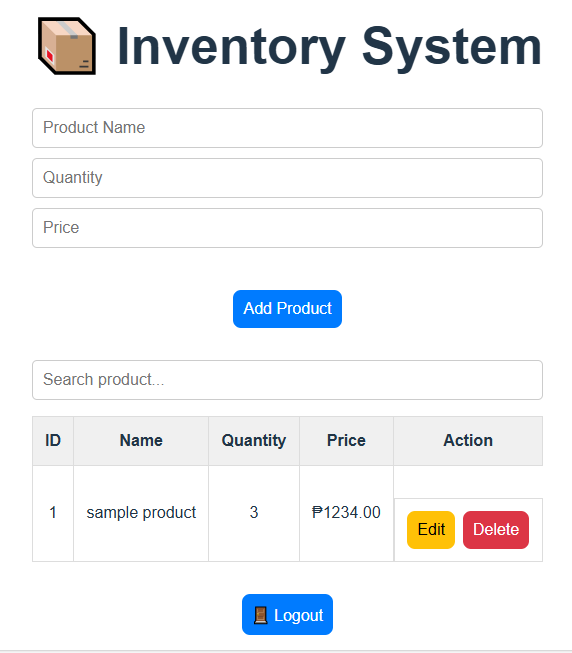 Inventory System
Product Name
Quantity
Price
Add Product
Search product...
ID Name Quantity Price Action
1 sample product 3 ₱1234.00 Edit Delete
Logout